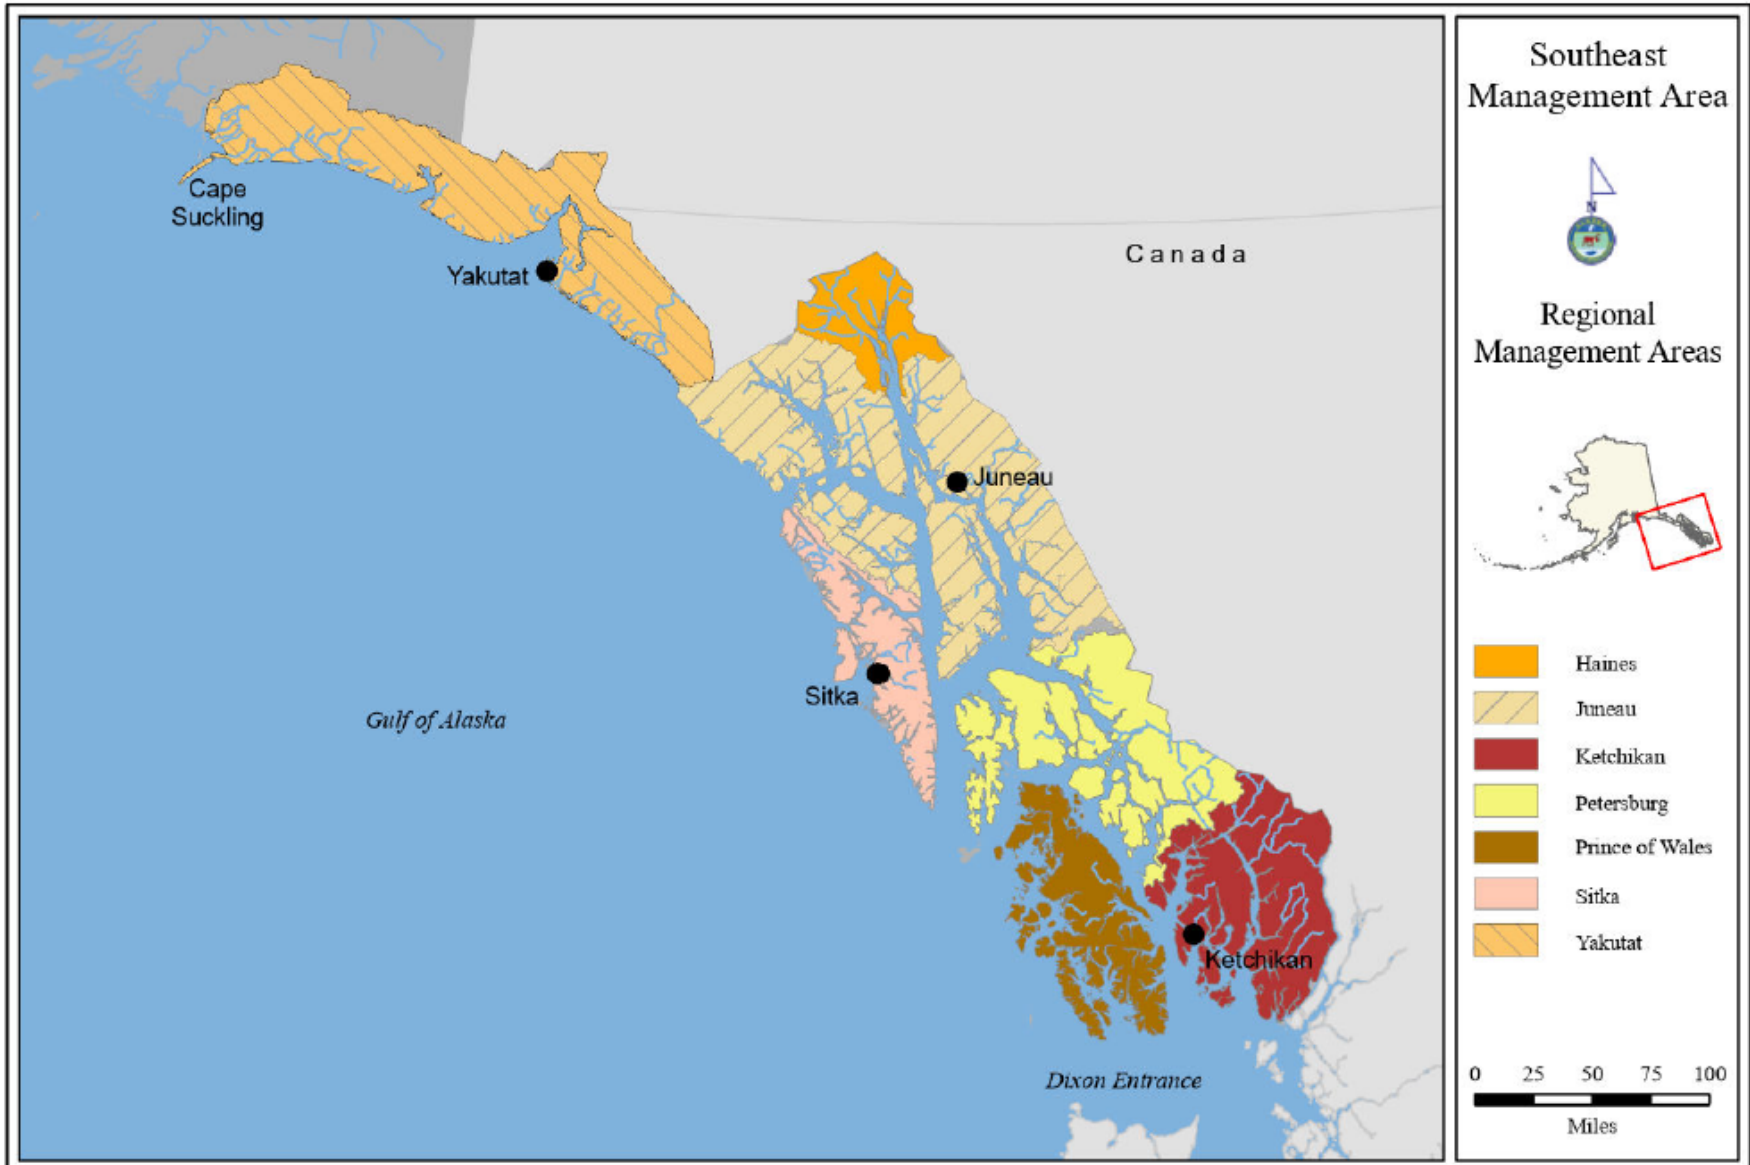 Cape
Suckling
Yakutat
Canada
Juneau
Sitka
Gulf of Alaska
Ketchikan
Dixon Entrance
Southeast
Management Area
N
Regional
Management Areas
Haines
Juneau
Ketchikan
Petersburg
Prince of Wales
Sitka
Yakutat
0 25 50 75 100
Miles